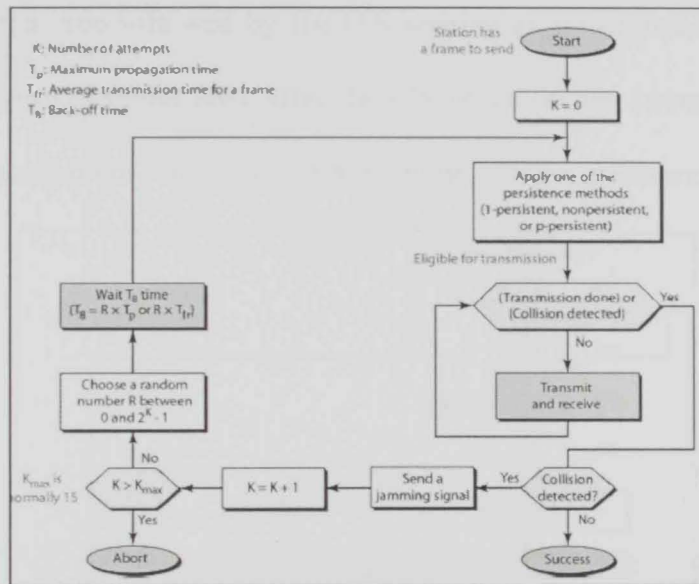 K: Number of attempts
Tp: Maximum propagation time
Tfr: Average transmission time for a frame
TB: Back-off time
Station has
a frame to send
Start
K = 0
Apply one of the
persistence methods
(1-persistent, nonpersistent,
or p-persistent)
Eligible for transmission
(Transmission done) or
(Collision detected)
Yes
No
Transmit
and receive
Wait TB time
(TB = R × Tp or R × Tfr)
Choose a random
number R between
0 and 2^K - 1
No
Kmax is
normally 15
K > Kmax
K = K + 1
Send a
jamming signal
Yes
Collision
detected?
Yes
No
Abort
Success